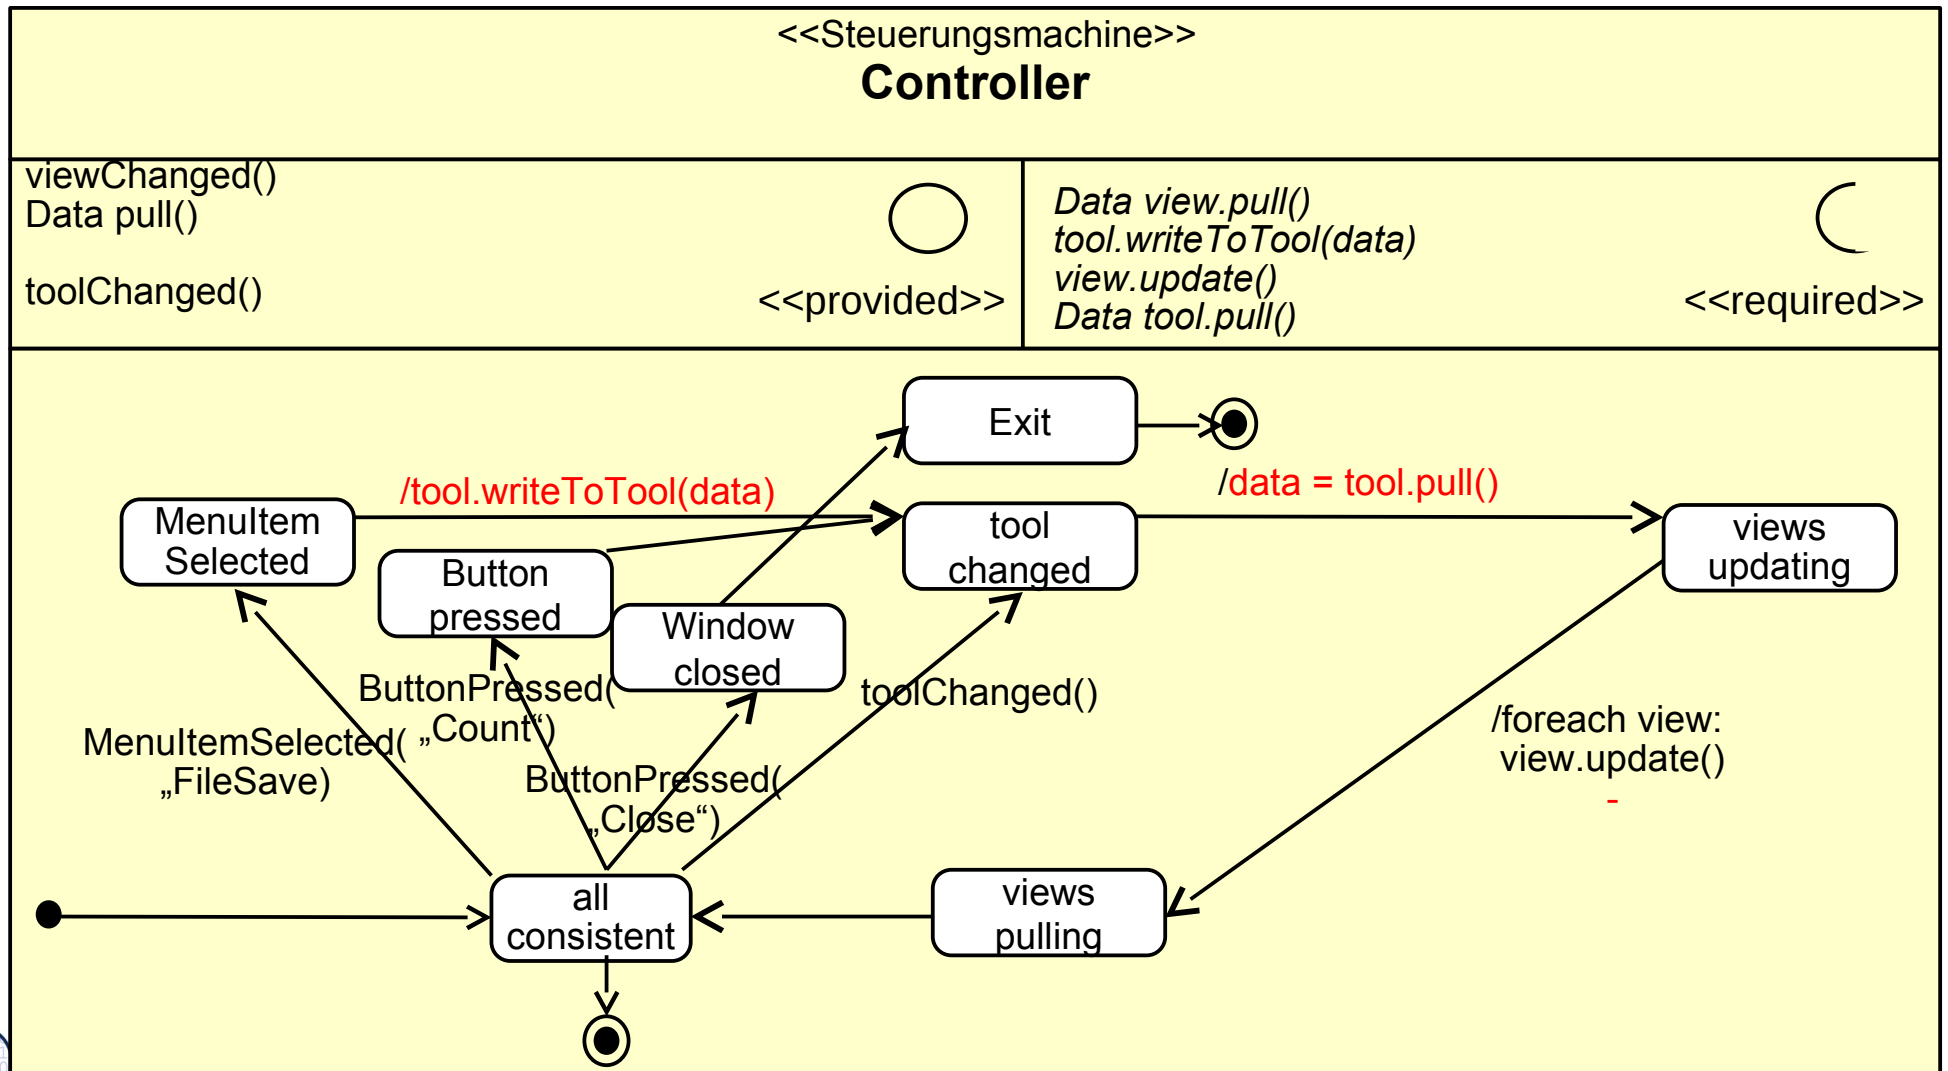 <<Steuerungsmachine>>
Controller
viewChanged()
Data pull()
toolChanged()
<<provided>>
Data view.pull()
tool.writeToTool(data)
view.update()
Data tool.pull()
<<required>>
Exit
/tool.writeToTool(data)
/data = tool.pull()
MenuItem
Selected
Button
pressed
Window
closed
tool
changed
views
updating
ButtonPressed(
„Count“)
toolChanged()
MenuItemSelected(
„FileSave)
ButtonPressed(
„Close“)
/foreach view:
view.update()
-
all
consistent
views
pulling